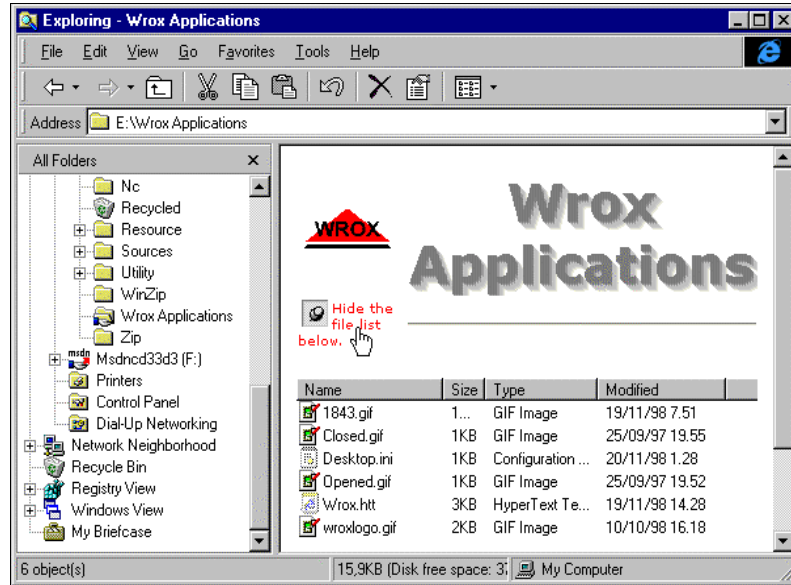 Exploring - Wrox Applications
File Edit View Go Favorites Tools Help
Address E:\Wrox Applications
All Folders
Nc
Recycled
Resource
Sources
Utility
WinZip
Wrox Applications
Zip
msdn
Msdncd33d3 (F:)
Printers
Control Panel
Dial-Up Networking
Network Neighborhood
Recycle Bin
Registry View
Windows View
My Briefcase
WROX
Wrox
Applications
Hide the
file list
below.
Name Size Type Modified
1843.gif 1... GIF Image 19/11/98 7.51
Closed.gif 1KB GIF Image 25/09/97 19.55
Desktop.ini 1KB Configuration ... 20/11/98 1.28
Opened.gif 1KB GIF Image 25/09/97 19.52
Wrox.htt 3KB HyperText Te... 19/11/98 14.28
wroxlogo.gif 2KB GIF Image 10/10/98 16.18
6 object(s) 15,9KB (Disk free space: 3 My Computer